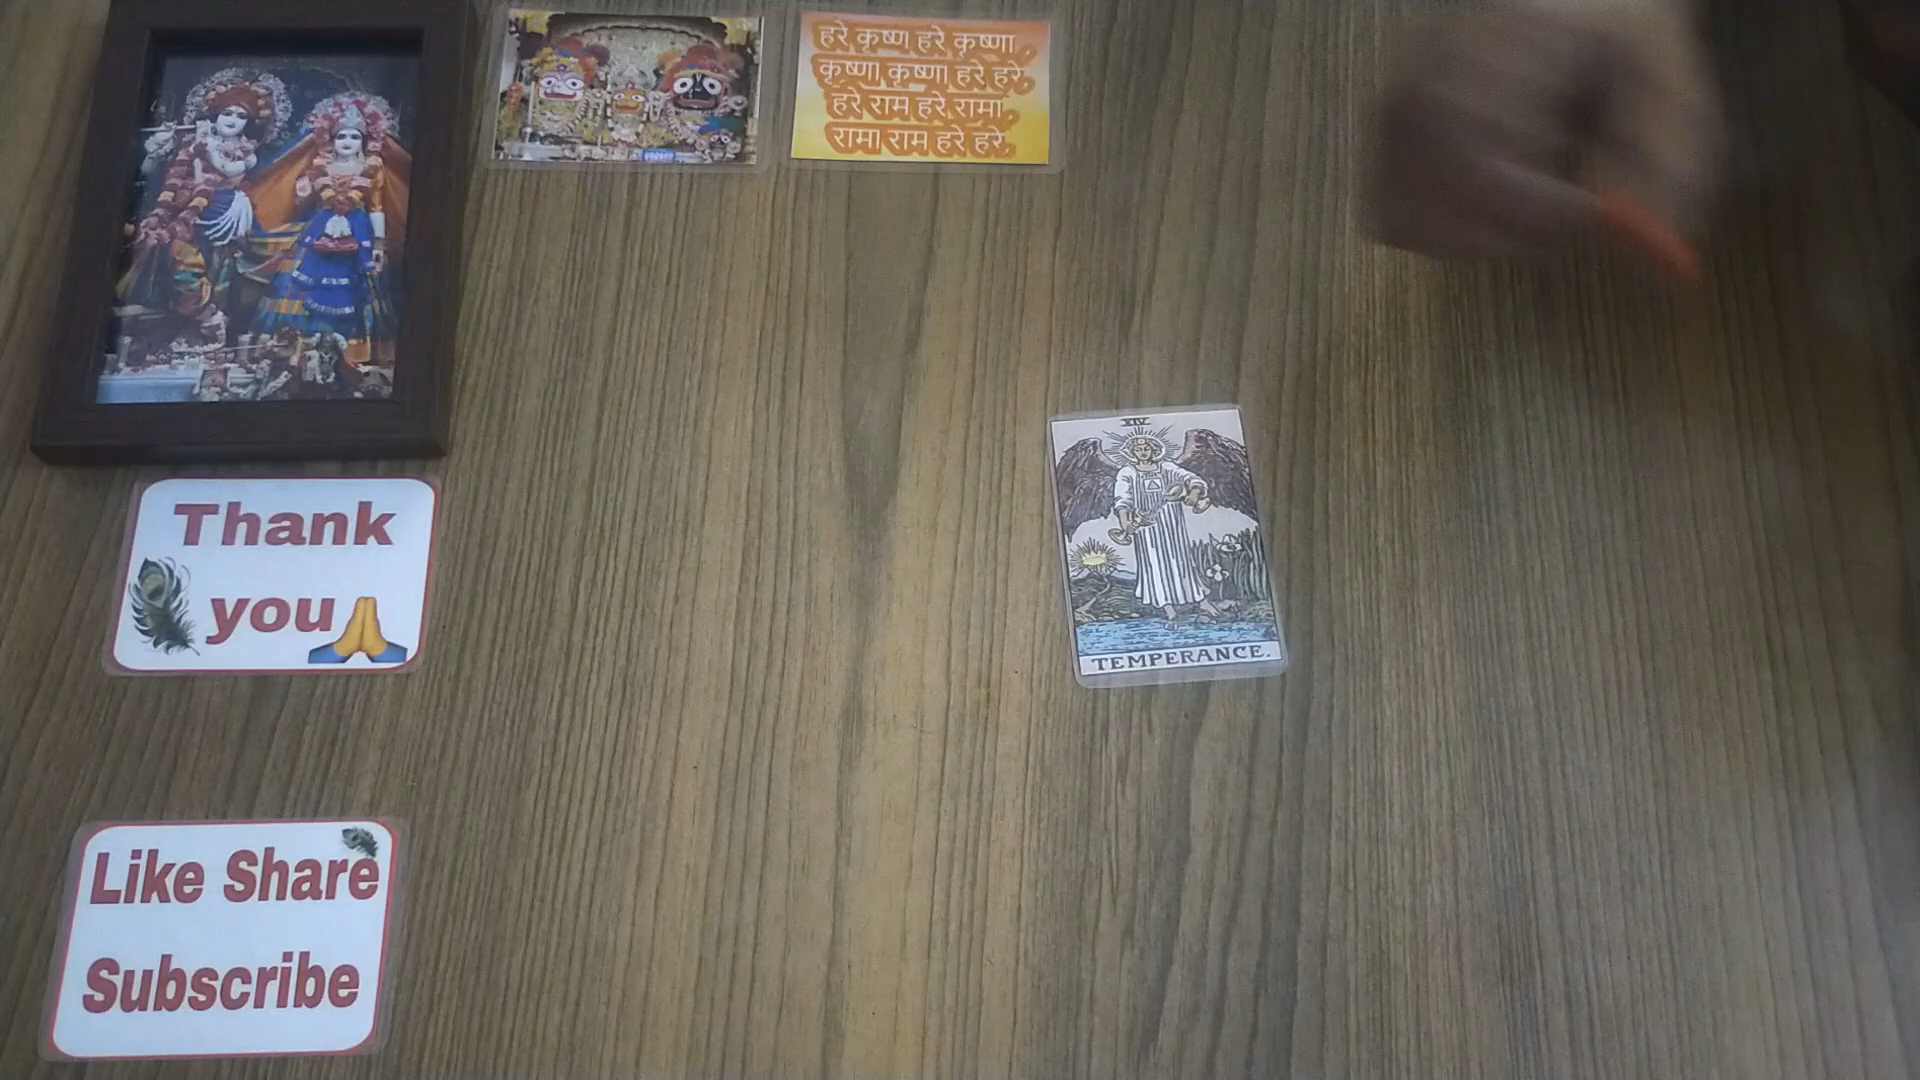 हरे कृष्ण हरे कृष्णा ,
कृष्णा कृष्णा हरे हरे,
हरे राम हरे रामा ,
रामा राम हरे हरे,
Thank
you
XIV
TEMPERANCE.
Like Share
Subscribe